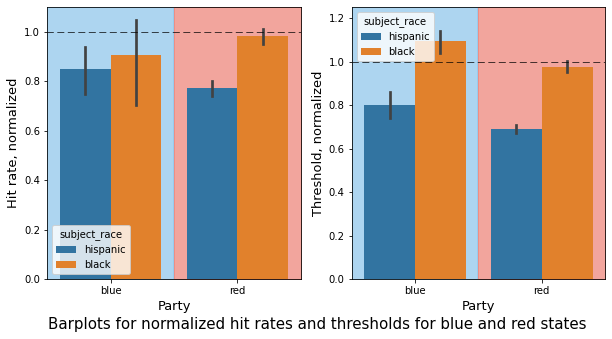 Hit rate, normalized
1.0
0.8
0.6
0.4
0.2
0.0
subject_race
hispanic
black
blue
red
Party
Threshold, normalized
1.2
1.0
0.8
0.6
0.4
0.2
0.0
subject_race
hispanic
black
blue
red
Party
Barplots for normalized hit rates and thresholds for blue and red states